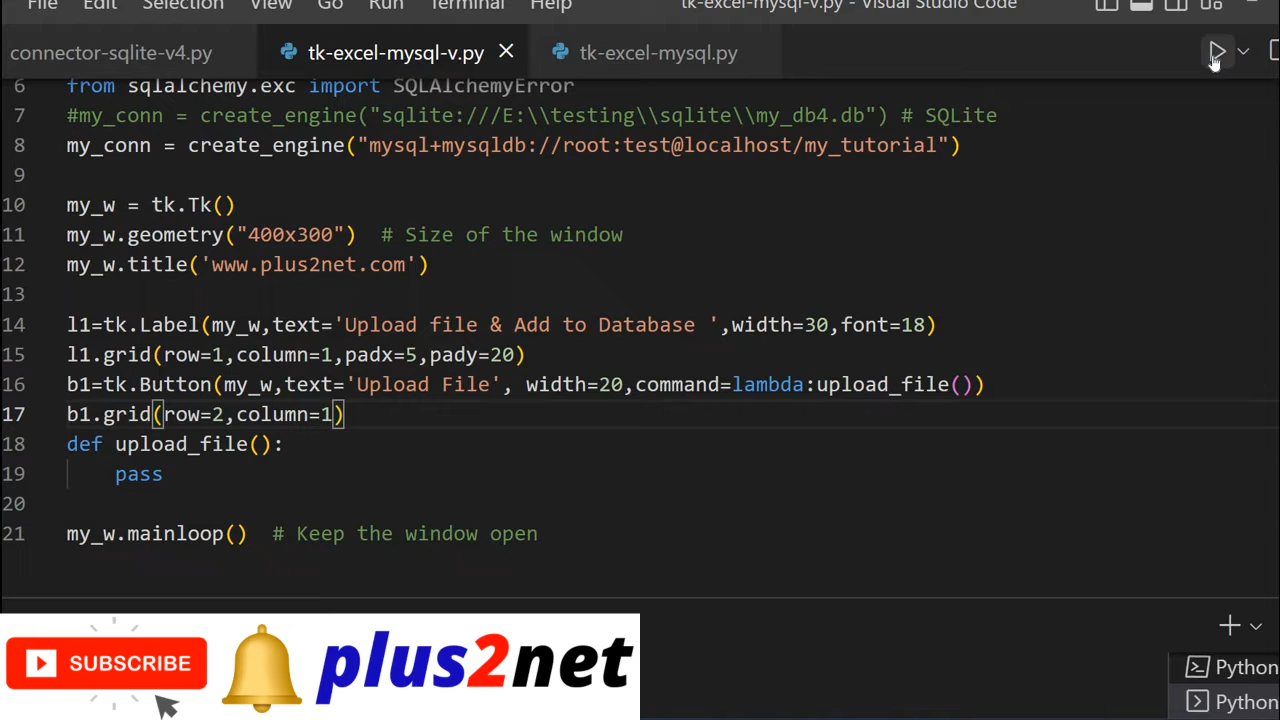 File Edit Selection View Go Run Terminal Help tk-excel-mysql-v.py - Visual Studio Code
connector-sqlite-v4.py tk-excel-mysql-v.py tk-excel-mysql.py
6 from sqlalchemy.exc import SQLAlchemyError
7 #my_conn = create_engine("sqlite:///E:\\testing\\sqlite\\my_db4.db") # SQLite
8 my_conn = create_engine("mysql+mysqldb://root:test@localhost/my_tutorial")
9
10 my_w = tk.Tk()
11 my_w.geometry("400x300")  # Size of the window
12 my_w.title('www.plus2net.com')
13
14 l1=tk.Label(my_w,text='Upload file & Add to Database ',width=30,font=18)
15 l1.grid(row=1,column=1,padx=5,pady=20)
16 b1=tk.Button(my_w,text='Upload File', width=20,command=lambda:upload_file())
17 b1.grid(row=2,column=1)
18 def upload_file():
19     pass
20
21 my_w.mainloop()  # Keep the window open
SUBSCRIBE plus2net
Python
Python